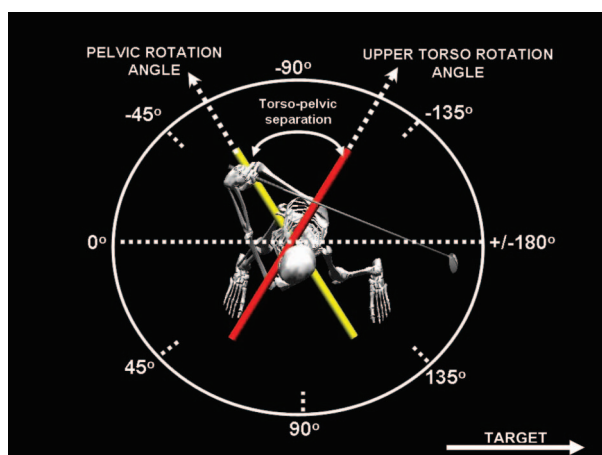 PELVIC ROTATION
ANGLE
UPPER TORSO ROTATION
ANGLE
-90º
Torso-pelvic
separation
-45º
-135º
0º
+/-180º
45º
135º
90º
TARGET